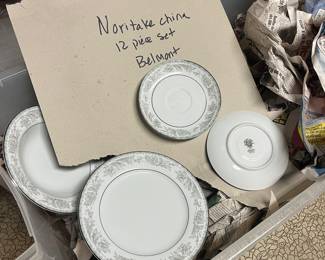 Noritake china
12 piece set
Belmont